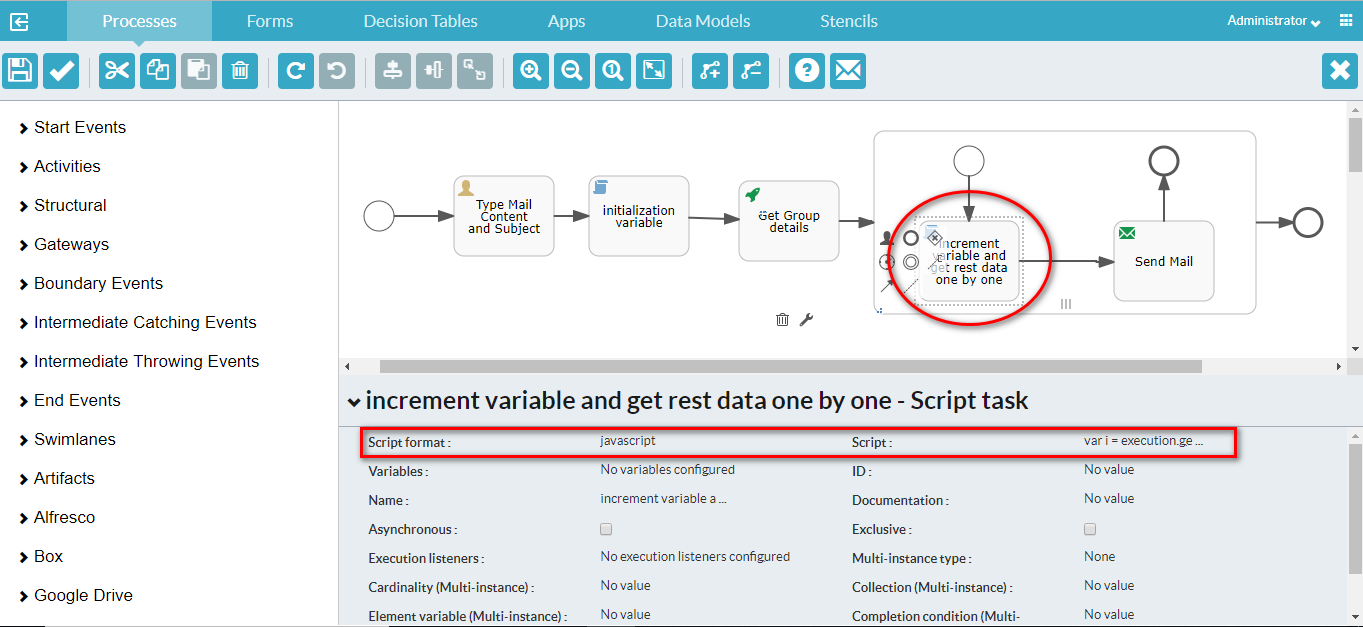 Processes
Forms
Decision Tables
Apps
Data Models
Stencils
Administrator
1
?
Start Events
Activities
Structural
Gateways
Boundary Events
Intermediate Catching Events
Intermediate Throwing Events
End Events
Swimlanes
Artifacts
Alfresco
Box
Google Drive
Type Mail
Content
and Subject
initialization
variable
Get Group
details
increment
variable and
get rest data
one by one
Send Mail
increment variable and get rest data one by one - Script task
Script format : javascript Script : var i = execution.ge ...
Variables : No variables configured ID : No value
Name : increment variable a ... Documentation : No value
Asynchronous : Exclusive :
Execution listeners : No execution listeners configured Multi-instance type : None
Cardinality (Multi-instance) : No value Collection (Multi-instance) : No value
Element variable (Multi-instance) : No value Completion condition (Multi- No value